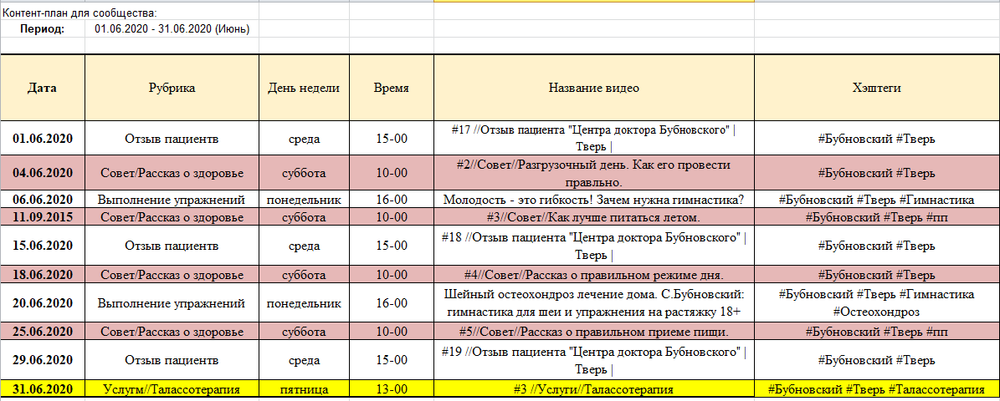 Контент-план для сообщества:
Период: 01.06.2020 - 31.06.2020 (Июнь)
Дата Рубрика День недели Время Название видео Хэштеги
01.06.2020 Отзыв пациентв среда 15-00 #17 //Отзыв пациента "Центра доктора Бубновского" |
Тверь | #Бубновский #Тверь
04.06.2020 Совет/Рассказ о здоровье суббота 10-00 #2//Совет//Разгрузочный день. Как его провести
правльно. #Бубновский #Тверь
06.06.2020 Выполнение упражнений понедельник 16-00 Молодость - это гибкость! Зачем нужна гимнастика? #Бубновский #Тверь #Гимнастика
11.09.2015 Совет/Рассказ о здоровье суббота 10-00 #3//Совет//Как лучше питаться летом. #Бубновский #Тверь #пп
15.06.2020 Отзыв пациентв среда 15-00 #18 //Отзыв пациента "Центра доктора Бубновского" |
Тверь | #Бубновский #Тверь
18.06.2020 Совет/Рассказ о здоровье суббота 10-00 #4//Совет//Рассказ о правильном режиме дня. #Бубновский #Тверь
20.06.2020 Выполнение упражнений понедельник 16-00 Шейный остеохондроз лечение дома. С.Бубновский:
гимнастика для шеи и упражнения на растяжку 18+ #Бубновский #Тверь #Гимнастика
#Остеохондроз
25.06.2020 Совет/Рассказ о здоровье суббота 10-00 #5//Совет//Рассказ о правильном приеме пищи. #Бубновский #Тверь #пп
29.06.2020 Отзыв пациентв среда 15-00 #19 //Отзыв пациента "Центра доктора Бубновского" |
Тверь | #Бубновский #Тверь
31.06.2020 Услугм//Талассотерапия пятница 13-00 #3 //Услуги//Талассотерапия #Бубновский #Тверь #Талассотерапия